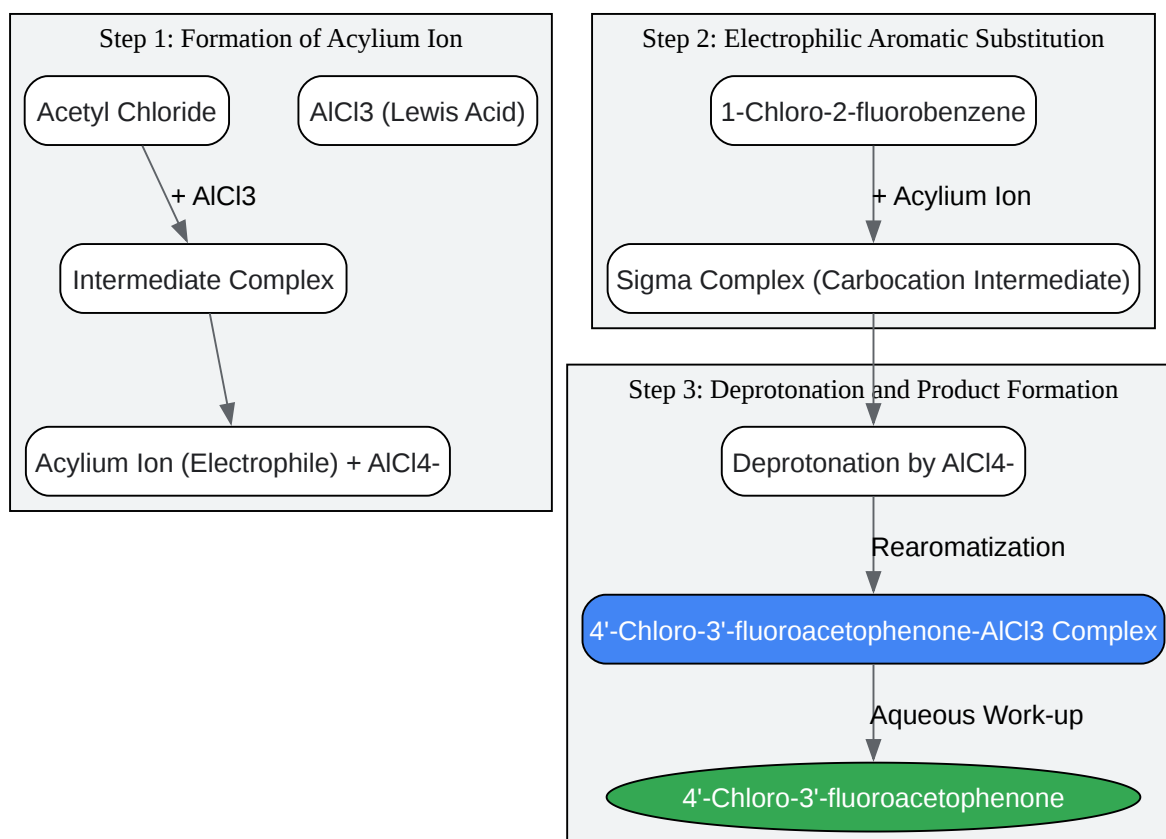 Step 1: Formation of Acylium Ion
Acetyl Chloride
AlCl3 (Lewis Acid)
+ AlCl3
Intermediate Complex
Acylium Ion (Electrophile) + AlCl4-
Step 2: Electrophilic Aromatic Substitution
1-Chloro-2-fluorobenzene
+ Acylium Ion
Sigma Complex (Carbocation Intermediate)
Step 3: Deprotonation and Product Formation
Deprotonation by AlCl4-
Rearomatization
4'-Chloro-3'-fluoroacetophenone-AlCl3 Complex
Aqueous Work-up
4'-Chloro-3'-fluoroacetophenone